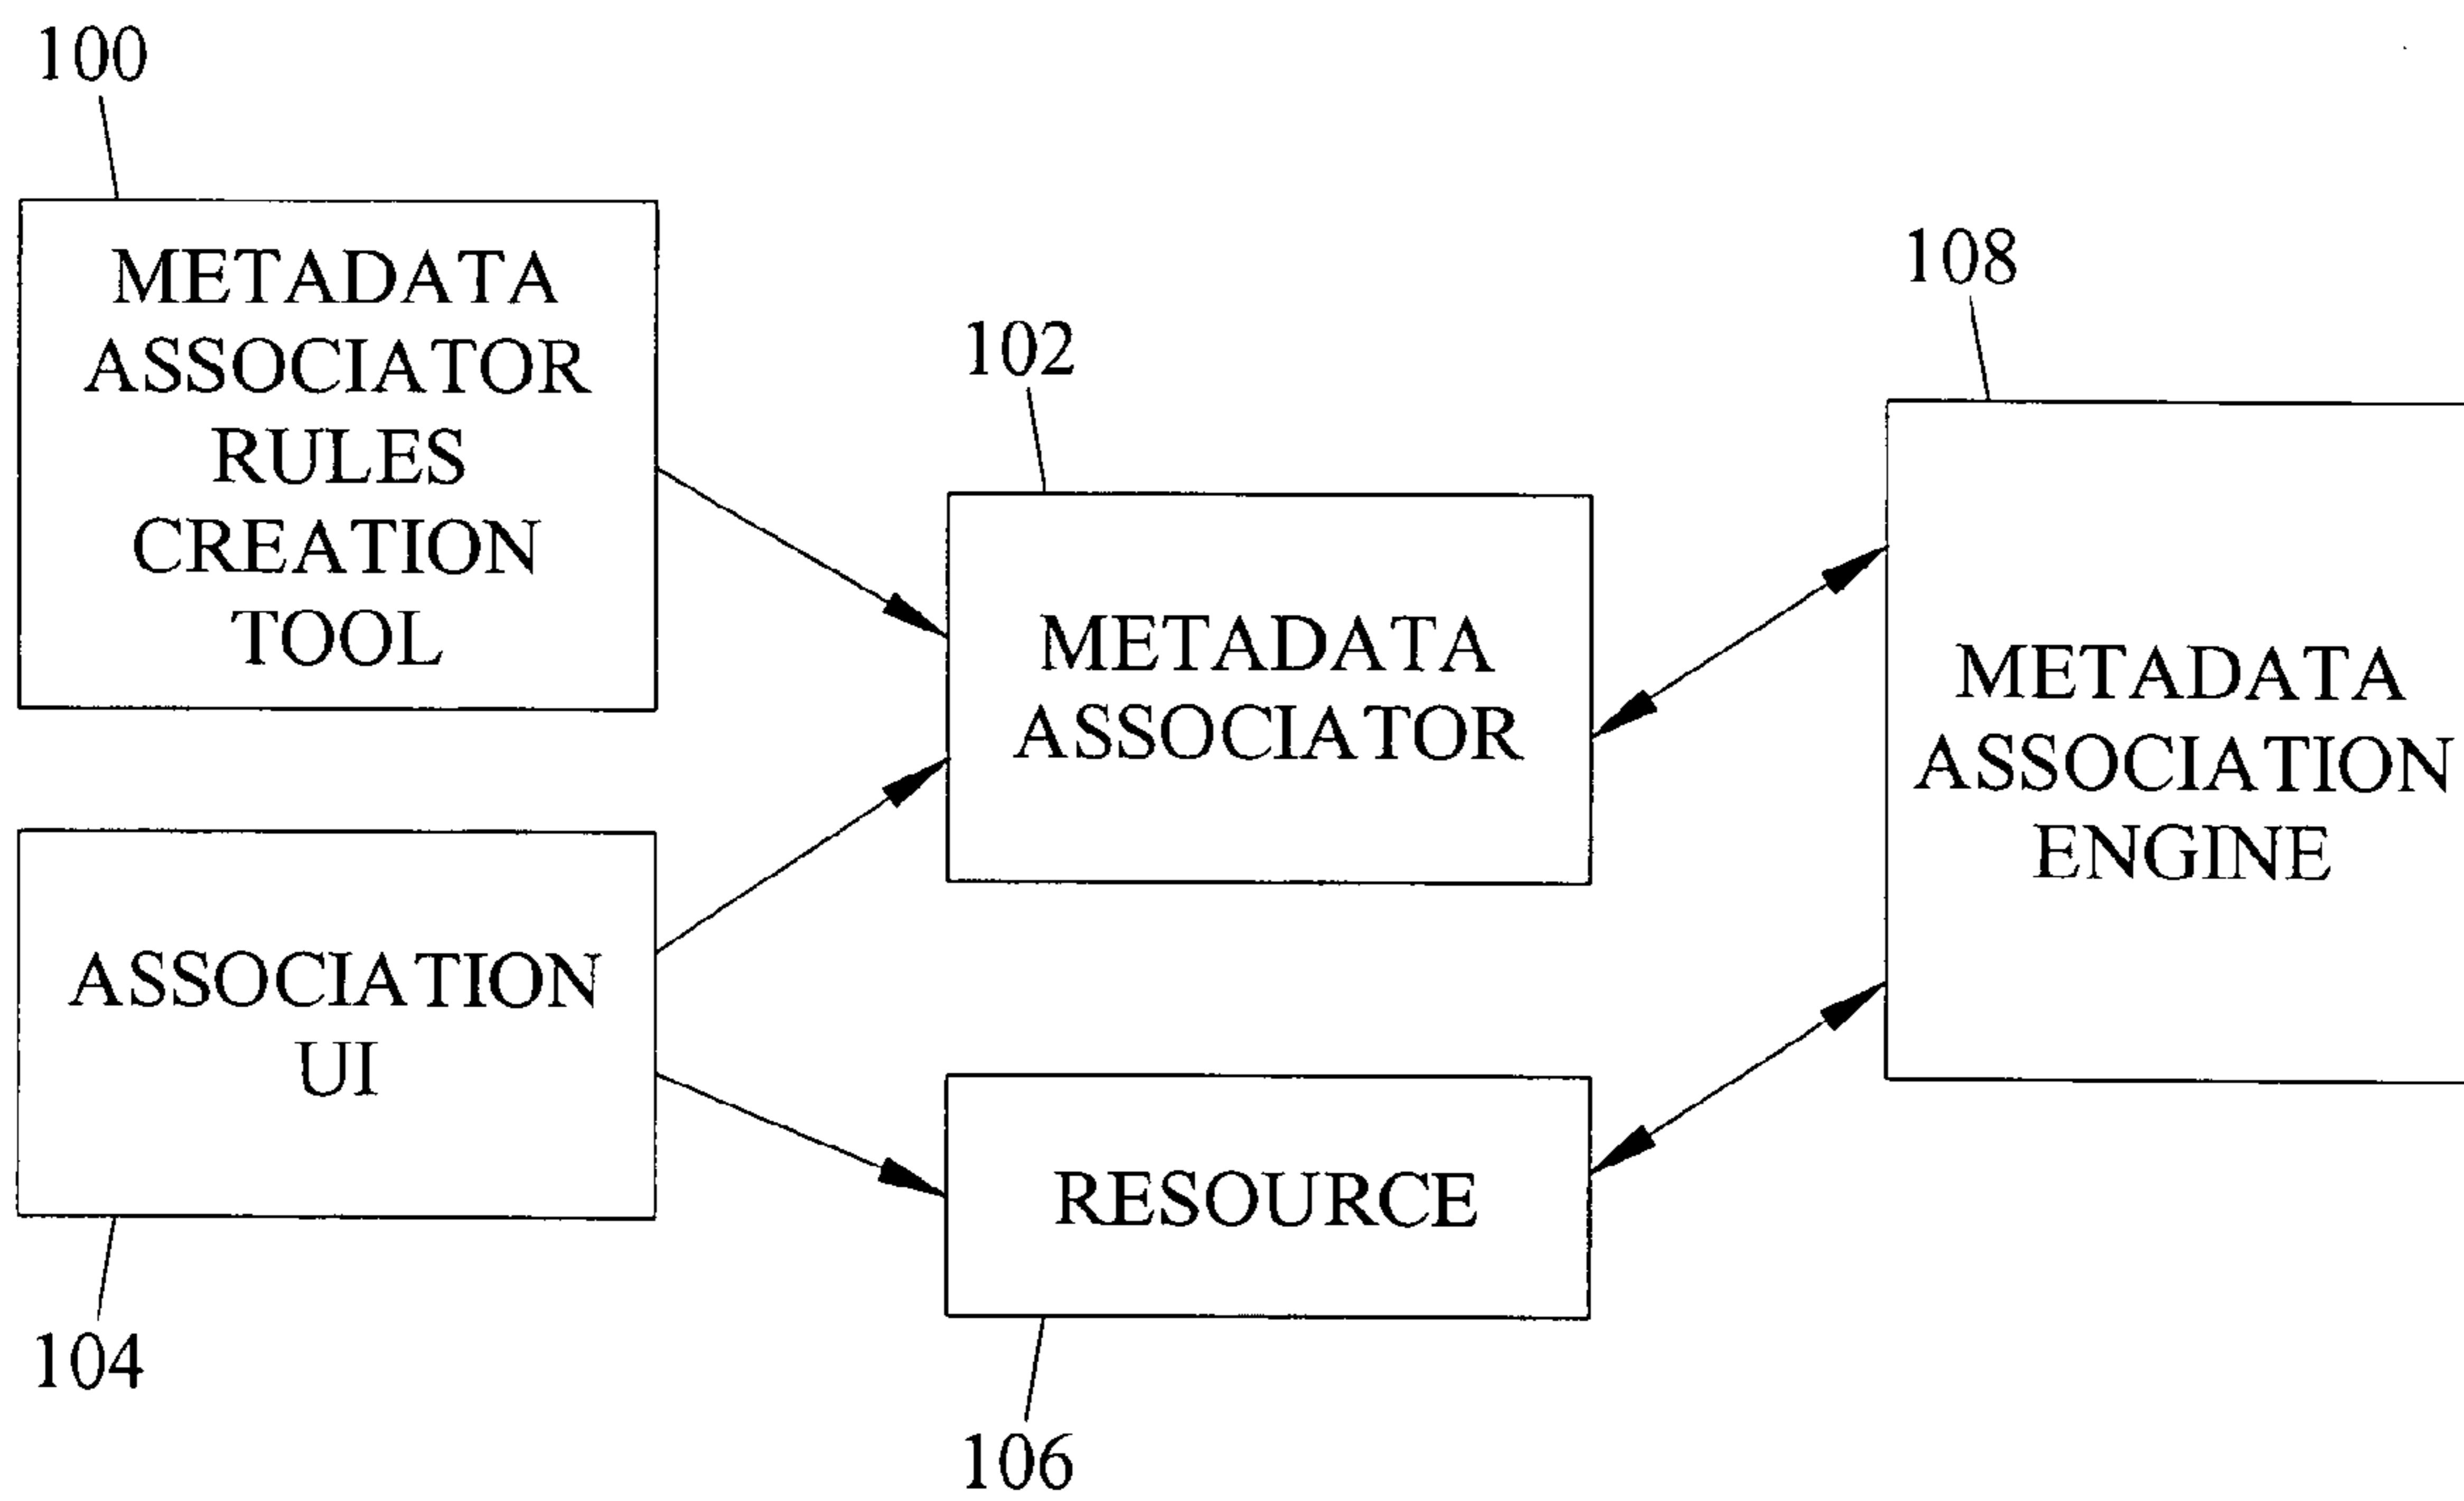 100
METADATA
ASSOCIATOR
RULES
CREATION
TOOL
102
METADATA
ASSOCIATOR
108
METADATA
ASSOCIATION
ENGINE
ASSOCIATION
UI
104
RESOURCE
106